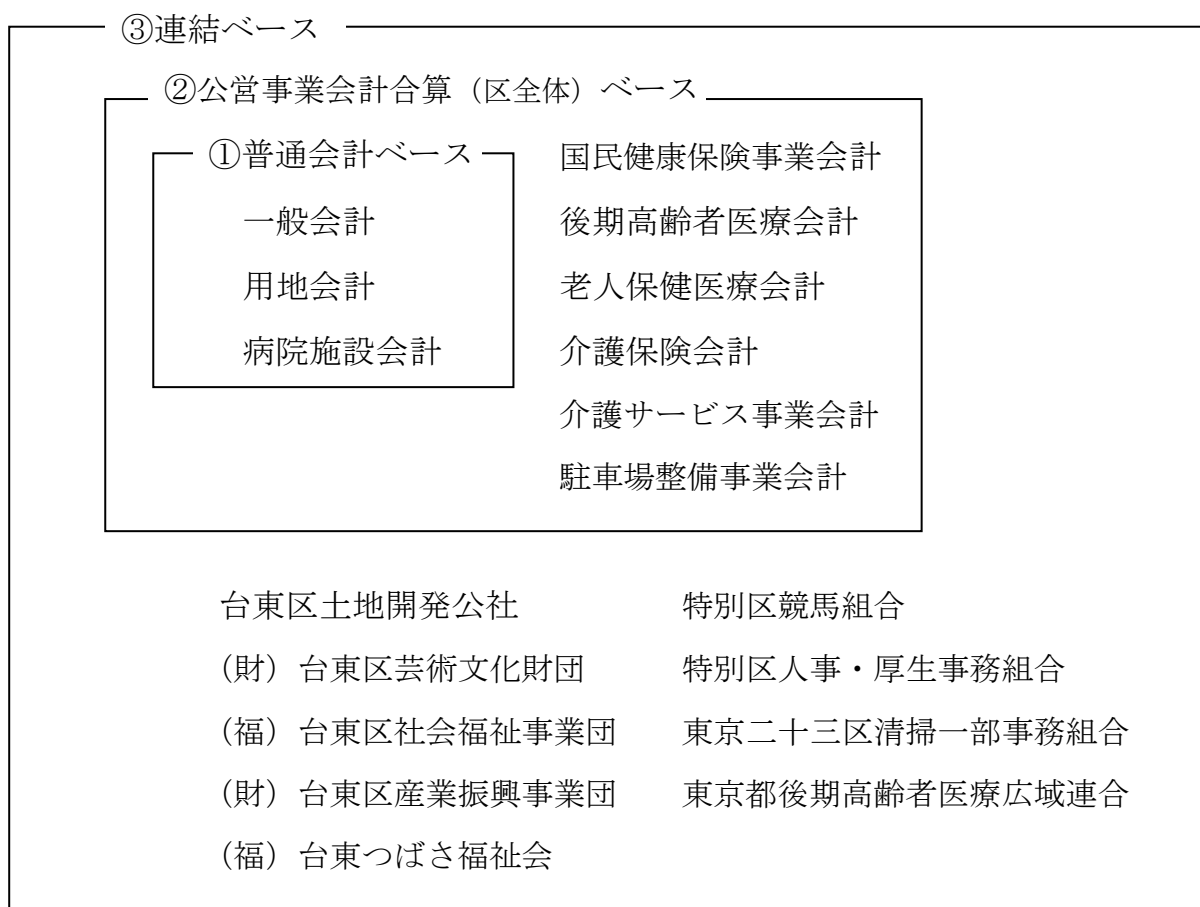 ③連結ベース
②公営事業会計合算（区全体）ベース
①普通会計ベース
一般会計
用地会計
病院施設会計
国民健康保険事業会計
後期高齢者医療会計
老人保健医療会計
介護保険会計
介護サービス事業会計
駐車場整備事業会計
台東区土地開発公社
（財）台東区芸術文化財団
（福）台東区社会福祉事業団
（財）台東区産業振興事業団
（福）台東つばさ福祉会
特別区競馬組合
特別区人事・厚生事務組合
東京二十三区清掃一部事務組合
東京都後期高齢者医療広域連合